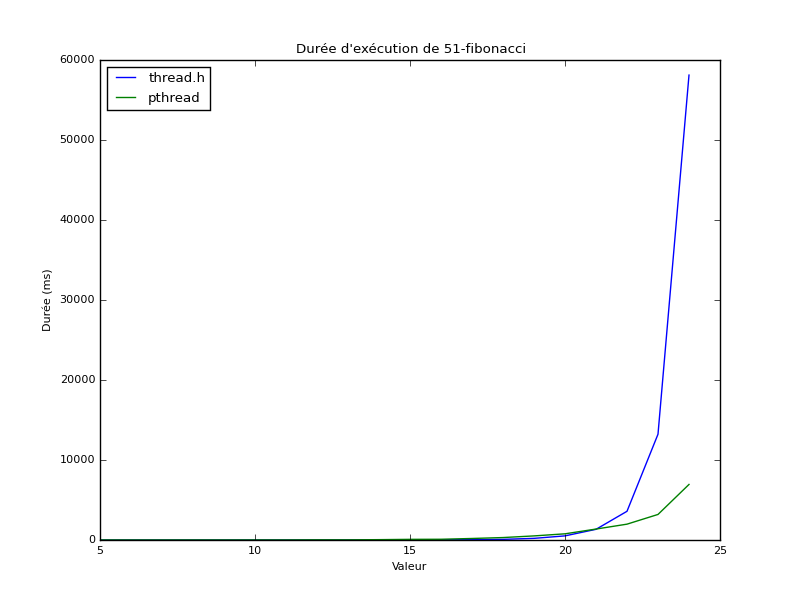 Durée d'exécution de 51-fibonacci
thread.h
pthread
60000
50000
40000
30000
20000
10000
0
Durée (ms)
5 10 15 20 25
Valeur